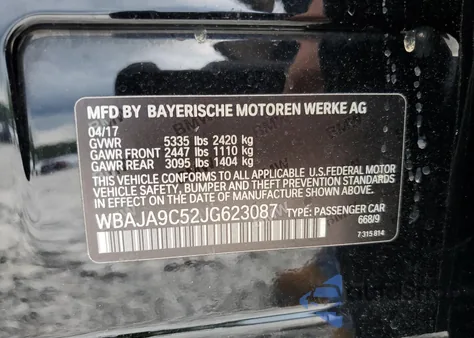 MFD BY BAYERISCHE MOTOREN WERKE AG
04/17
GVWR 5335 lbs 2420 kg
GAWR FRONT 2447 lbs 1110 kg
GAWR REAR 3095 lbs 1404 kg
THIS VEHICLE CONFORMS TO ALL APPLICABLE U.S.FEDERAL MOTOR
VEHICLE SAFETY, BUMPER AND THEFT PREVENTION STANDARDS
IN EFFECT ON THE DATE OF MANUFACTURE SHOWN ABOVE.
WBAJA9C52JG623087 TYPE: PASSENGER CAR
668/9
7 315 814